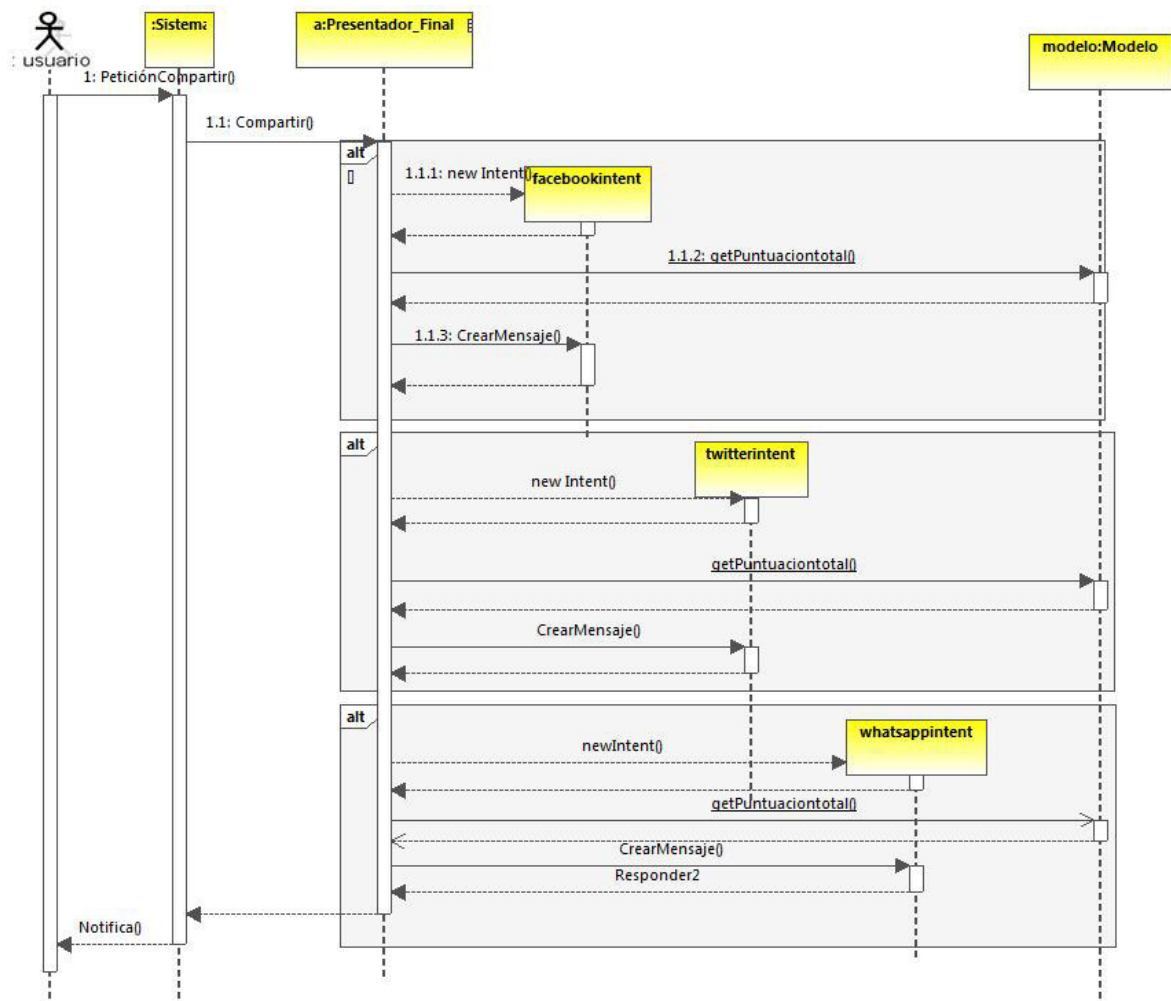 :Sistema
a:Presentador_Final
modelo:Modelo
: usuario
1: PeticiónCompartir()
1.1: Compartir()
alt
[]
1.1.1: new Intent()
facebookintent
1.1.2: getPuntuaciontotal()
1.1.3: CrearMensaje()
alt
twitterintent
new Intent()
getPuntuaciontotal()
CrearMensaje()
alt
whatsappintent
newIntent()
getPuntuaciontotal()
CrearMensaje()
Responder2
Notifica()